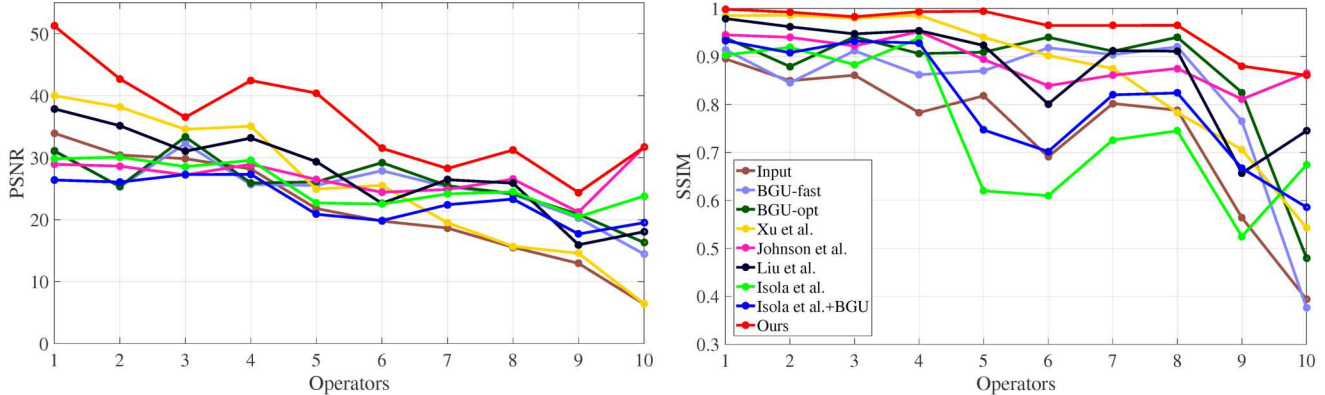 50
40
30
20
10
0
PSNR
1 2 3 4 5 6 7 8 9 10
Operators
1
0.9
0.8
0.7
0.6
0.5
0.4
0.3
SSIM
Input
BGU-fast
BGU-opt
Xu et al.
Johnson et al.
Liu et al.
Isola et al.
Isola et al.+BGU
Ours
1 2 3 4 5 6 7 8 9 10
Operators